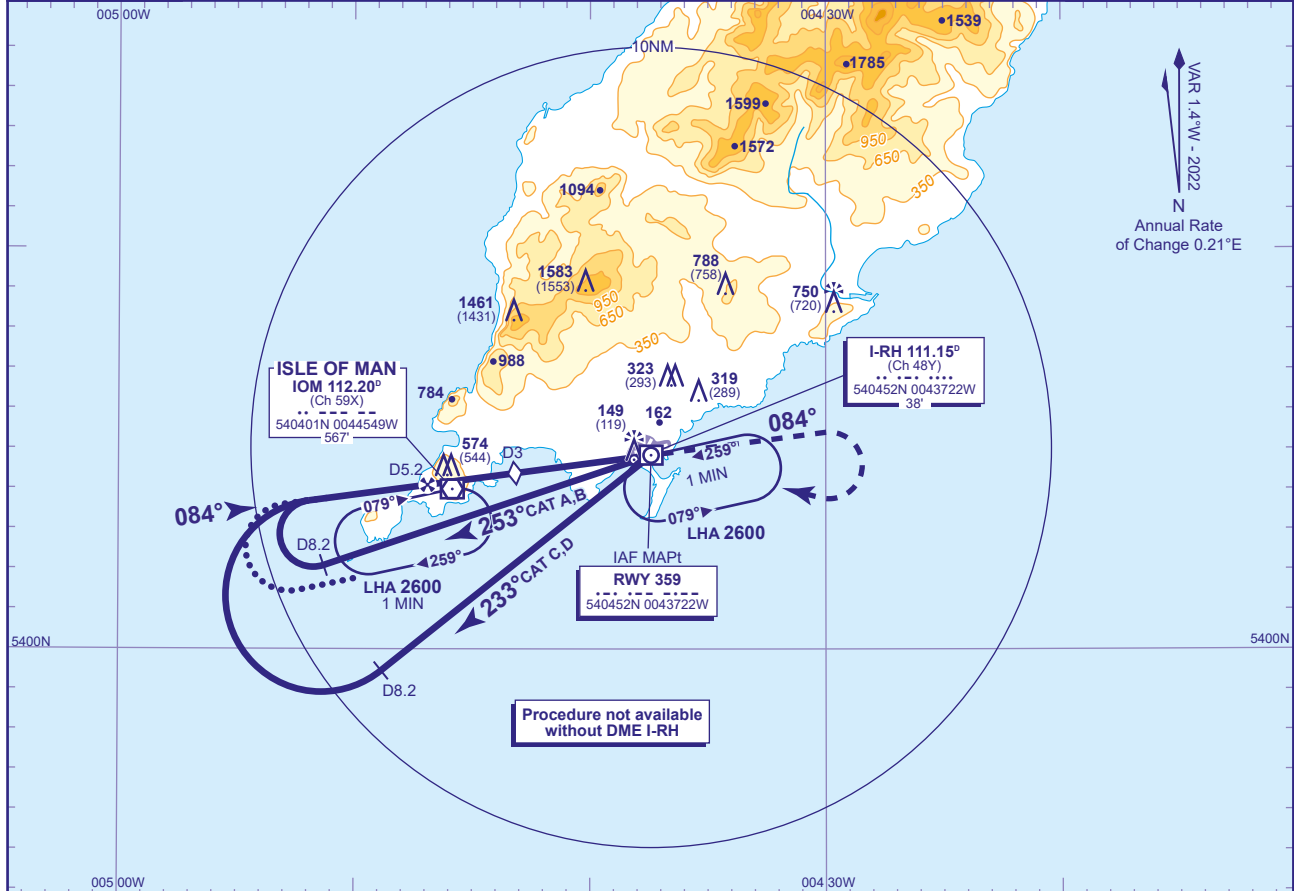 005 00W
004 30W
1539
10NM
1785
VAR 1.4°W - 2022
N
Annual Rate
of Change 0.21°E
1599
1572
950
650
350
1094
1583
(1553)
788
(758)
750
(720)
1461
(1431)
950
650
350
988
I-RH 111.15ᴰ
(Ch 48Y)
540452N 0043722W
38'
ISLE OF MAN
IOM 112.20ᴰ
(Ch 59X)
540401N 0044549W
567'
784
323
(293)
319
(289)
149
(119)
162
084°
574
(544)
D3
D5.2
259°
1 MIN
079°
LHA 2600
084°
079°
253° CAT A,B
D8.2
259°
LHA 2600
1 MIN
233° CAT C,D
IAF MAPt
RWY 359
540452N 0043722W
5400N
5400N
D8.2
Procedure not available
without DME I-RH
005 00W
004 30W